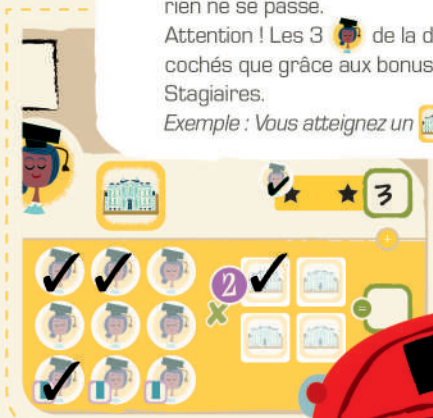 rien ne se passe.
Attention ! Les 3 de la d
cochés que grâce aux bonus
Stagiaires.
Exemple : Vous atteignez un
3
+
2
x
=